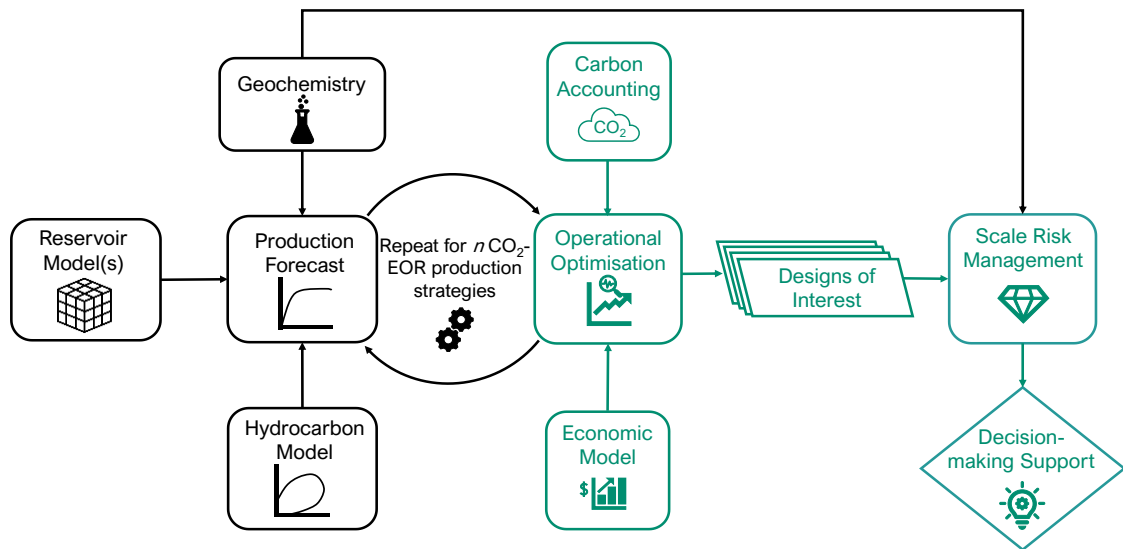 Geochemistry
Carbon
Accounting
CO₂
Reservoir
Model(s)
Production
Forecast
Repeat for n CO₂-
EOR production
strategies
Operational
Optimisation
Designs of
Interest
Scale Risk
Management
Hydrocarbon
Model
Economic
Model
$
Decision-
making Support